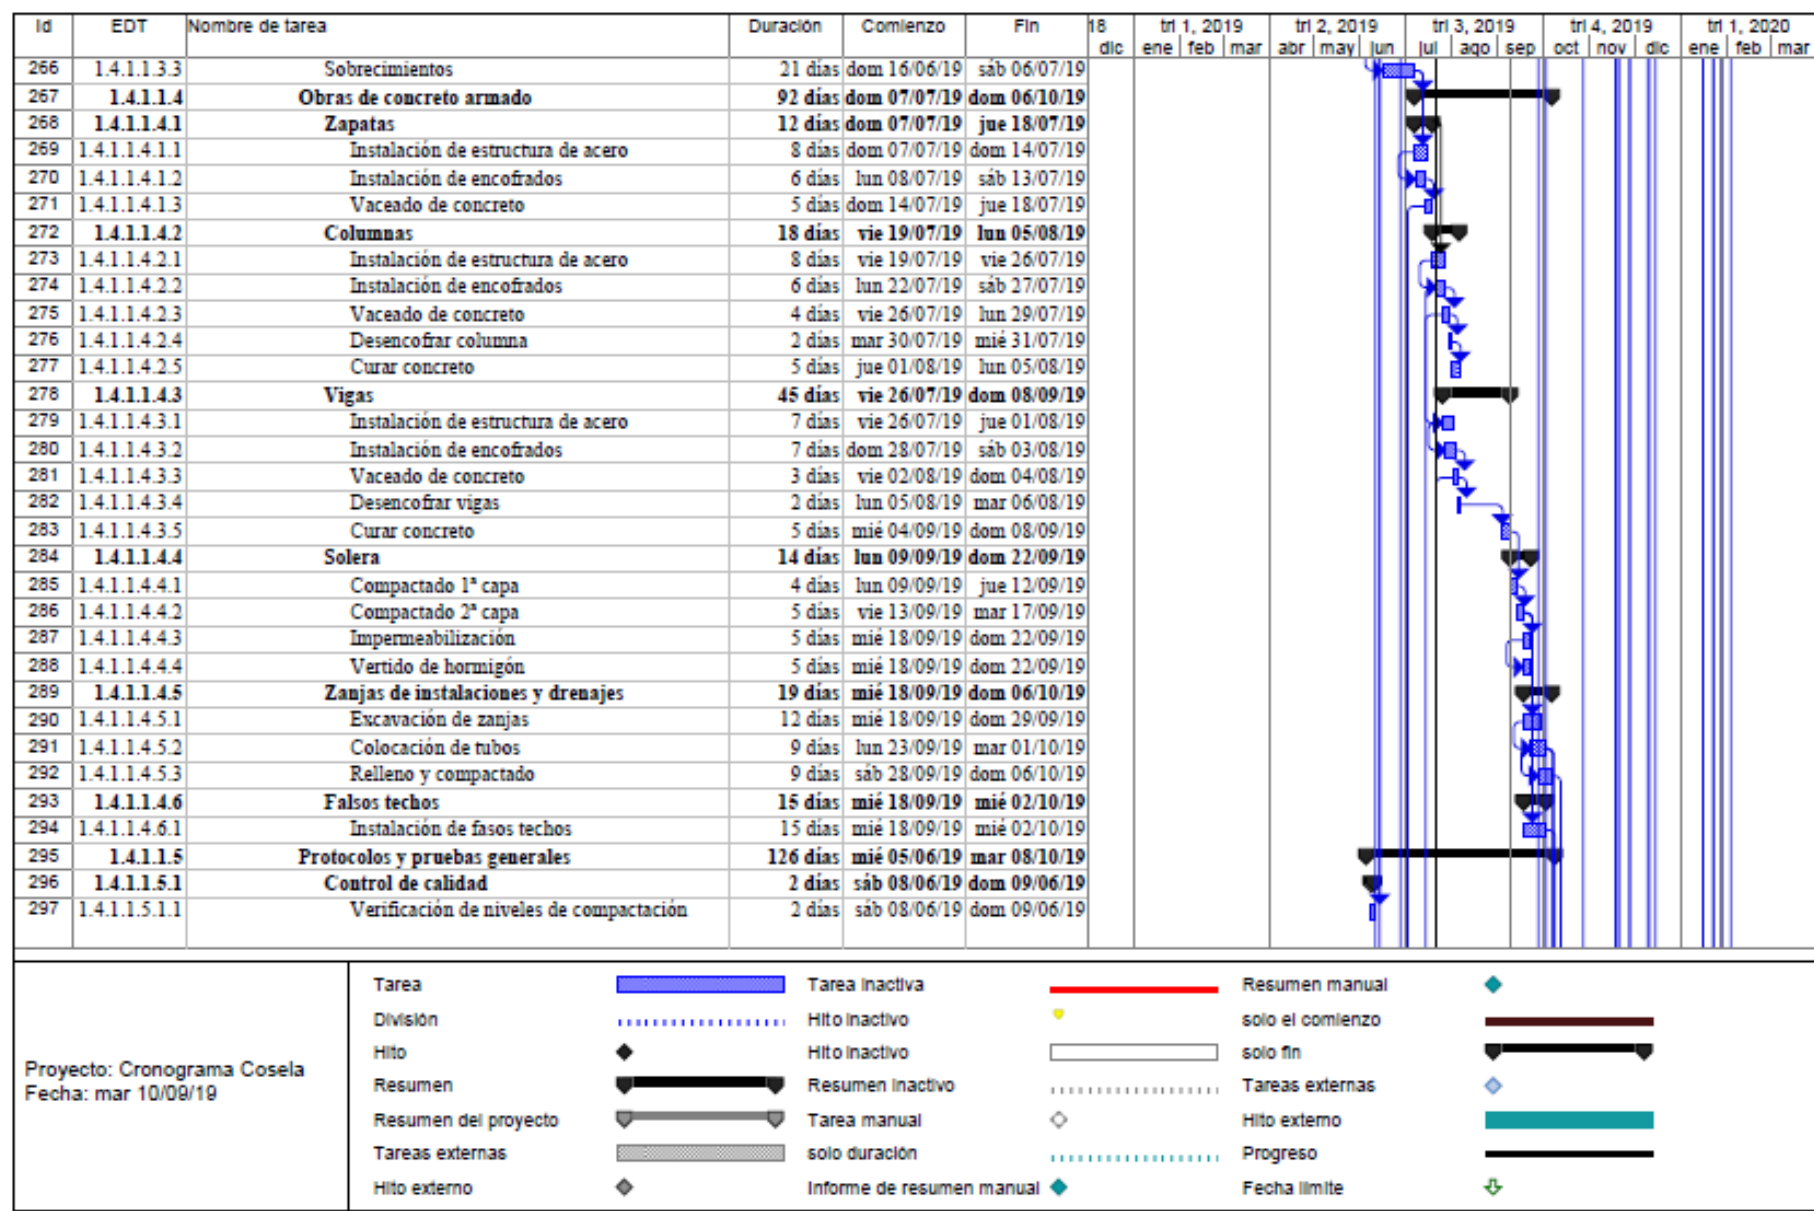 Id EDT Nombre de tarea Duración Comienzo Fin 18 tri 1, 2019 tri 2, 2019 tri 3, 2019 tri 4, 2019 tri 1, 2020
dic ene feb mar abr may jun jul ago sep oct nov dic ene feb mar
266 1.4.1.1.3.3 Sobrecimientos 21 días dom 16/06/19 sáb 06/07/19
267 1.4.1.1.4 Obras de concreto armado 92 días dom 07/07/19 dom 06/10/19
268 1.4.1.1.4.1 Zapatas 12 días dom 07/07/19 jue 18/07/19
269 1.4.1.1.4.1.1 Instalación de estructura de acero 8 días dom 07/07/19 dom 14/07/19
270 1.4.1.1.4.1.2 Instalación de encofrados 6 días lun 08/07/19 sáb 13/07/19
271 1.4.1.1.4.1.3 Vaceado de concreto 5 días dom 14/07/19 jue 18/07/19
272 1.4.1.1.4.2 Columnas 18 días vie 19/07/19 lun 05/08/19
273 1.4.1.1.4.2.1 Instalación de estructura de acero 8 días vie 19/07/19 vie 26/07/19
274 1.4.1.1.4.2.2 Instalación de encofrados 6 días lun 22/07/19 sáb 27/07/19
275 1.4.1.1.4.2.3 Vaceado de concreto 4 días vie 26/07/19 lun 29/07/19
276 1.4.1.1.4.2.4 Desencofrar columna 2 días mar 30/07/19 mié 31/07/19
277 1.4.1.1.4.2.5 Curar concreto 5 días jue 01/08/19 lun 05/08/19
278 1.4.1.1.4.3 Vigas 45 días vie 26/07/19 dom 08/09/19
279 1.4.1.1.4.3.1 Instalación de estructura de acero 7 días vie 26/07/19 jue 01/08/19
280 1.4.1.1.4.3.2 Instalación de encofrados 7 días dom 28/07/19 sáb 03/08/19
281 1.4.1.1.4.3.3 Vaceado de concreto 3 días vie 02/08/19 dom 04/08/19
282 1.4.1.1.4.3.4 Desencofrar vigas 2 días lun 05/08/19 mar 06/08/19
283 1.4.1.1.4.3.5 Curar concreto 5 días mié 04/09/19 dom 08/09/19
284 1.4.1.1.4.4 Solera 14 días lun 09/09/19 dom 22/09/19
285 1.4.1.1.4.4.1 Compactado 1ª capa 4 días lun 09/09/19 jue 12/09/19
286 1.4.1.1.4.4.2 Compactado 2ª capa 5 días vie 13/09/19 mar 17/09/19
287 1.4.1.1.4.4.3 Impermeabilización 5 días mié 18/09/19 dom 22/09/19
288 1.4.1.1.4.4.4 Vertido de hormigón 5 días mié 18/09/19 dom 22/09/19
289 1.4.1.1.4.5 Zanjas de instalaciones y drenajes 19 días mié 18/09/19 dom 06/10/19
290 1.4.1.1.4.5.1 Excavación de zanjas 12 días mié 18/09/19 dom 29/09/19
291 1.4.1.1.4.5.2 Colocación de tubos 9 días lun 23/09/19 mar 01/10/19
292 1.4.1.1.4.5.3 Relleno y compactado 9 días sáb 28/09/19 dom 06/10/19
293 1.4.1.1.4.6 Falsos techos 15 días mié 18/09/19 mié 02/10/19
294 1.4.1.1.4.6.1 Instalación de fasos techos 15 días mié 18/09/19 mié 02/10/19
295 1.4.1.1.5 Protocolos y pruebas generales 126 días mié 05/06/19 mar 08/10/19
296 1.4.1.1.5.1 Control de calidad 2 días sáb 08/06/19 dom 09/06/19
297 1.4.1.1.5.1.1 Verificación de niveles de compactación 2 días sáb 08/06/19 dom 09/06/19
Proyecto: Cronograma Cosela
Fecha: mar 10/09/19
Tarea Tarea inactiva Resumen manual
División Hito inactivo solo el comienzo
Hito Hito inactivo solo fin
Resumen Resumen inactivo Tareas externas
Resumen del proyecto Tarea manual Hito externo
Tareas externas solo duración Progreso
Hito externo Informe de resumen manual Fecha límite